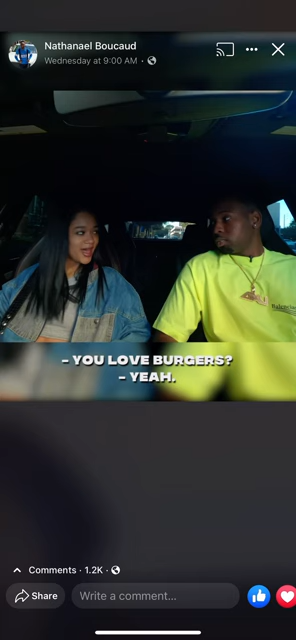 Nathanael Boucaud
Wednesday at 9:00 AM ·
- YOU LOVE BURGERS?
- YEAH.
Comments · 1.2K ·
Share
Write a comment...